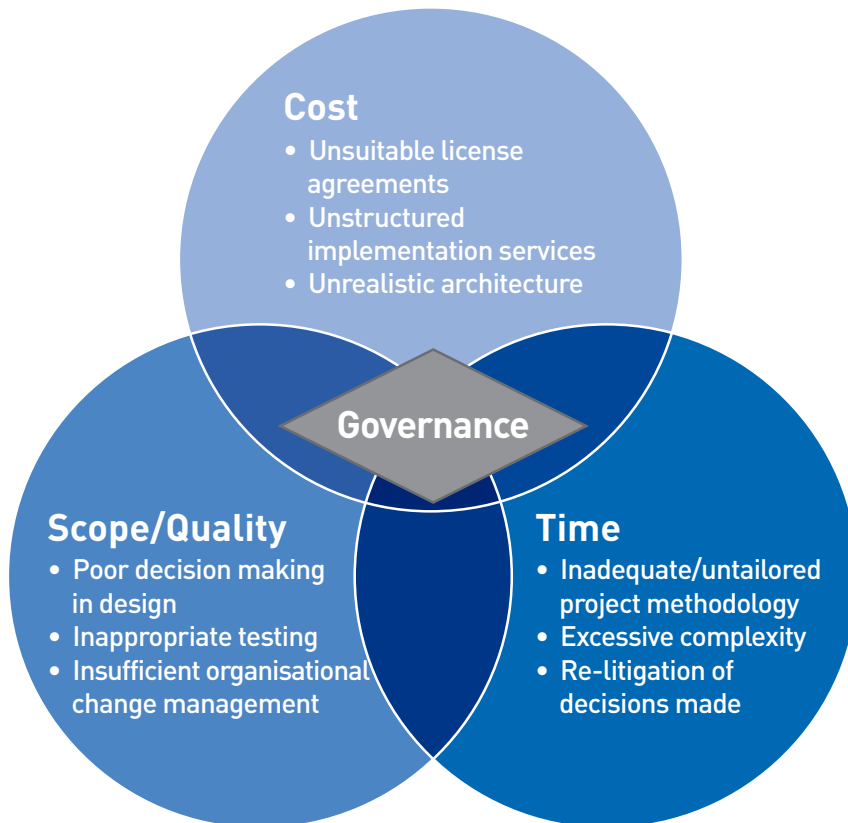 Cost
• Unsuitable license
agreements
• Unstructured
implementation services
• Unrealistic architecture
Governance
Scope/Quality
• Poor decision making
in design
• Inappropriate testing
• Insufficient organisational
change management
Time
• Inadequate/untailored
project methodology
• Excessive complexity
• Re-litigation of
decisions made